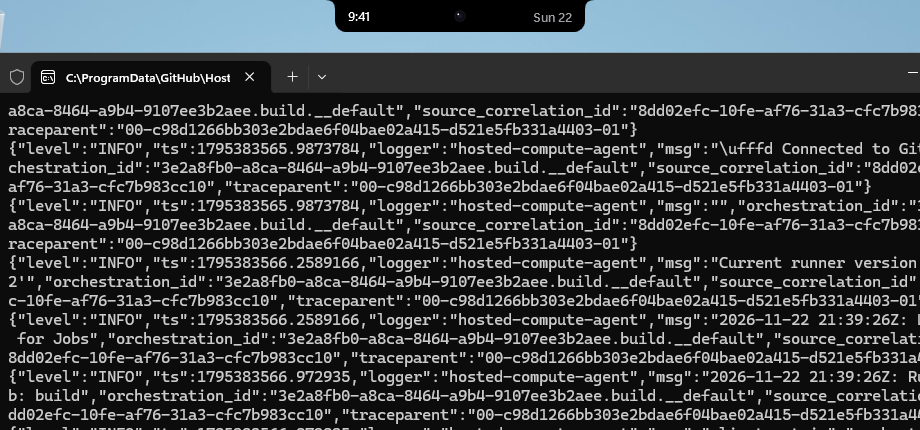 9:41
Sun 22
C:\ProgramData\GitHub\Host
a8ca-8464-a9b4-9107ee3b2aee.build.__default","source_correlation_id":"8dd02efc-10fe-af76-31a3-cfc7b983
raceparent":"00-c98d1266bb303e2bdae6f04bae02a415-d521e5fb331a4403-01"}
{"level":"INFO","ts":1795383565.9873784,"logger":"hosted-compute-agent","msg":"\ufffd Connected to Git
chestration_id":"3e2a8fb0-a8ca-8464-a9b4-9107ee3b2aee.build.__default","source_correlation_id":"8dd02
af76-31a3-cfc7b983cc10","traceparent":"00-c98d1266bb303e2bdae6f04bae02a415-d521e5fb331a4403-01"}
{"level":"INFO","ts":1795383565.9873784,"logger":"hosted-compute-agent","msg":"","orchestration_id":"
a8ca-8464-a9b4-9107ee3b2aee.build.__default","source_correlation_id":"8dd02efc-10fe-af76-31a3-cfc7b983
raceparent":"00-c98d1266bb303e2bdae6f04bae02a415-d521e5fb331a4403-01"}
{"level":"INFO","ts":1795383566.2589166,"logger":"hosted-compute-agent","msg":"Current runner version
2'","orchestration_id":"3e2a8fb0-a8ca-8464-a9b4-9107ee3b2aee.build.__default","source_correlation_id"
c-10fe-af76-31a3-cfc7b983cc10","traceparent":"00-c98d1266bb303e2bdae6f04bae02a415-d521e5fb331a4403-01"
{"level":"INFO","ts":1795383566.2589166,"logger":"hosted-compute-agent","msg":"2026-11-22 21:39:26Z:
for Jobs","orchestration_id":"3e2a8fb0-a8ca-8464-a9b4-9107ee3b2aee.build.__default","source_correlati
8dd02efc-10fe-af76-31a3-cfc7b983cc10","traceparent":"00-c98d1266bb303e2bdae6f04bae02a415-d521e5fb331a4
{"level":"INFO","ts":1795383566.972935,"logger":"hosted-compute-agent","msg":"2026-11-22 21:39:26Z: Ru
b: build","orchestration_id":"3e2a8fb0-a8ca-8464-a9b4-9107ee3b2aee.build.__default","source_correlatio
dd02efc-10fe-af76-31a3-cfc7b983cc10","traceparent":"00-c98d1266bb303e2bdae6f04bae02a415-d521e5fb331a44